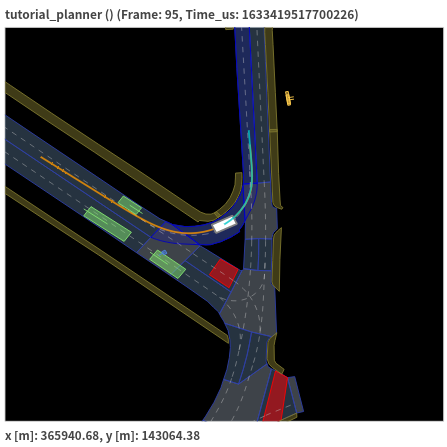 tutorial_planner () (Frame: 95, Time_us: 1633419517700226)
x [m]: 365940.68, y [m]: 143064.38